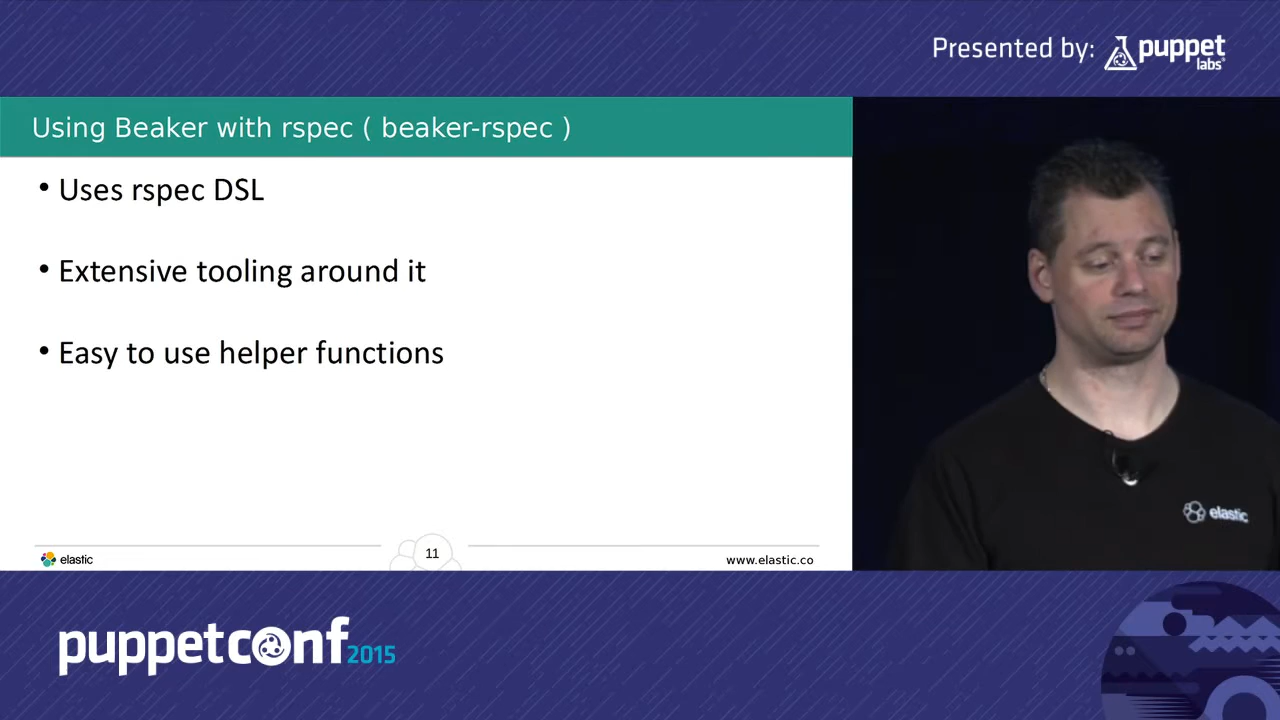 Presented by: puppet labs
Using Beaker with rspec ( beaker-rspec )
• Uses rspec DSL
• Extensive tooling around it
• Easy to use helper functions
elastic
elastic
11
www.elastic.co
puppetconf 2015